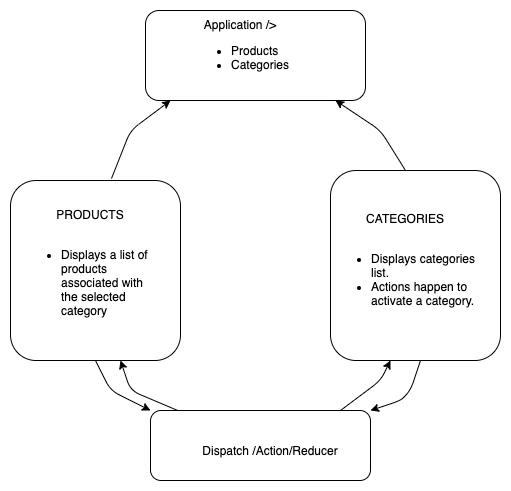 Application />
• Products
• Categories
PRODUCTS
• Displays a list of
products
associated with
the selected
category
CATEGORIES
• Displays categories
list.
• Actions happen to
activate a category.
Dispatch /Action/Reducer